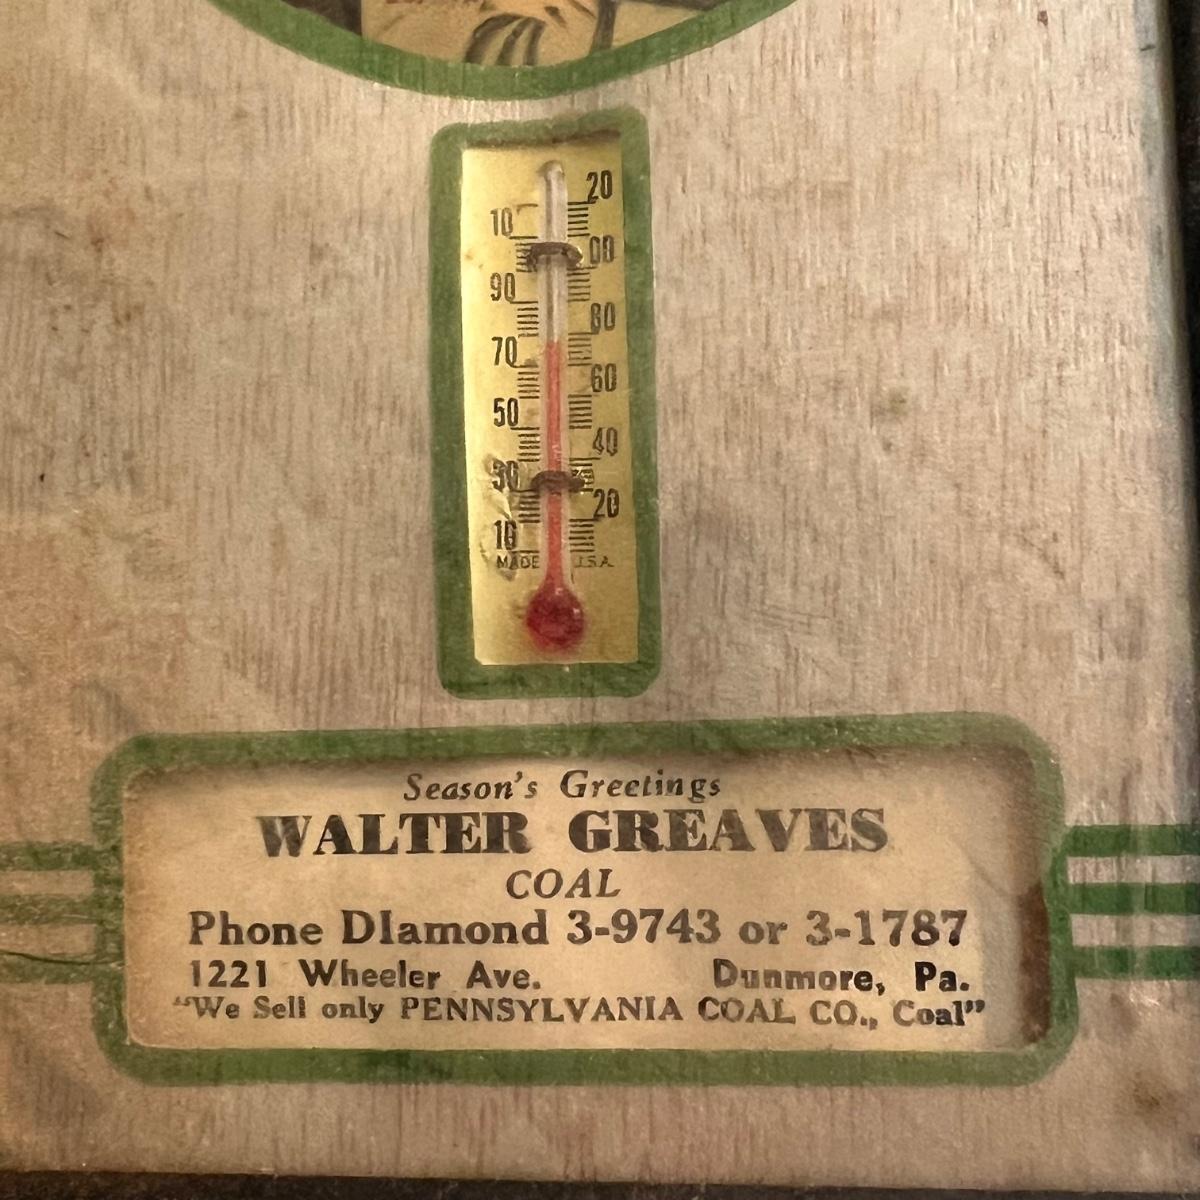 20
10
00
90
80
70
60
50
40
30
20
10
MADE U.S.A.
Season's Greetings
WALTER GREAVES
COAL
Phone DIamond 3-9743 or 3-1787
1221 Wheeler Ave. Dunmore, Pa.
"We Sell only PENNSYLVANIA COAL CO., Coal"